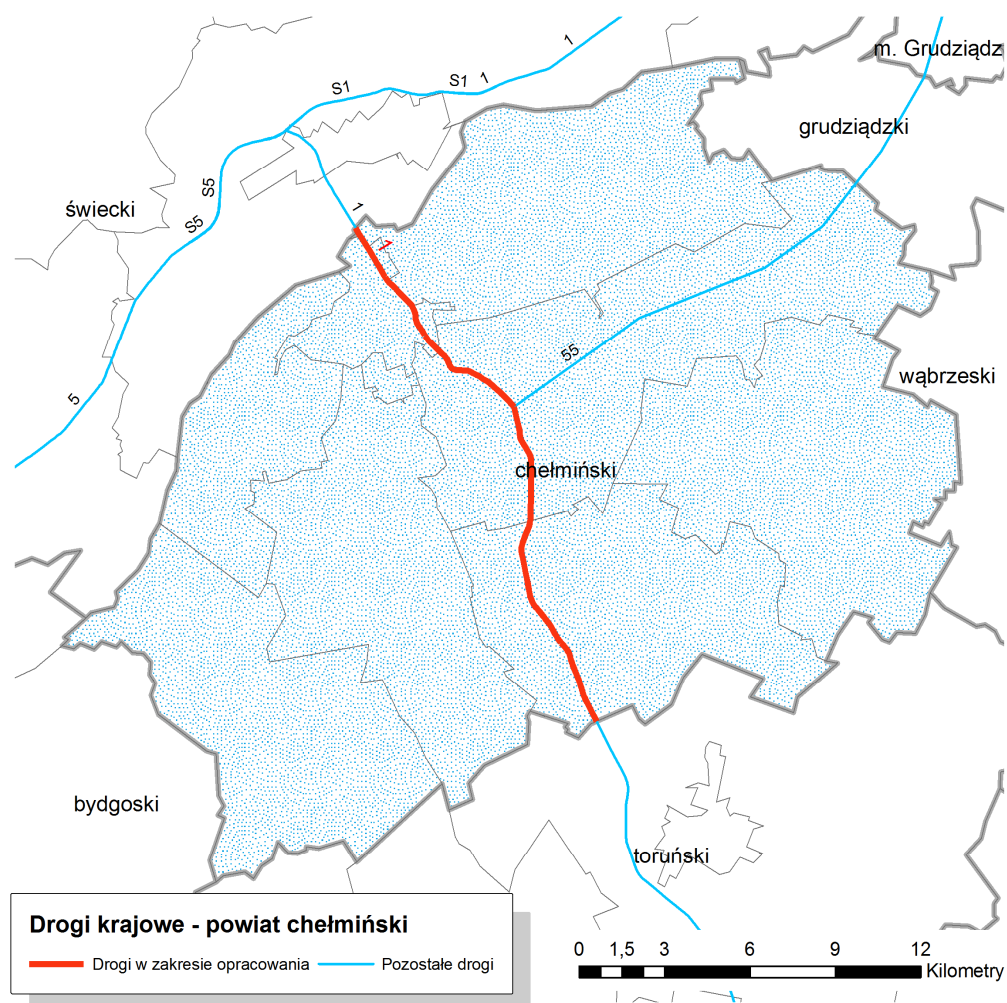 1
m. Grudziądz
S1 1
S1
grudziądzki
S5
świecki
1
S5
1
55
wąbrzeski
5
chełmiński
bydgoski
toruński
Drogi krajowe - powiat chełmiński
Drogi w zakresie opracowania
Pozostałe drogi
0 1,5 3 6 9 12
Kilometry